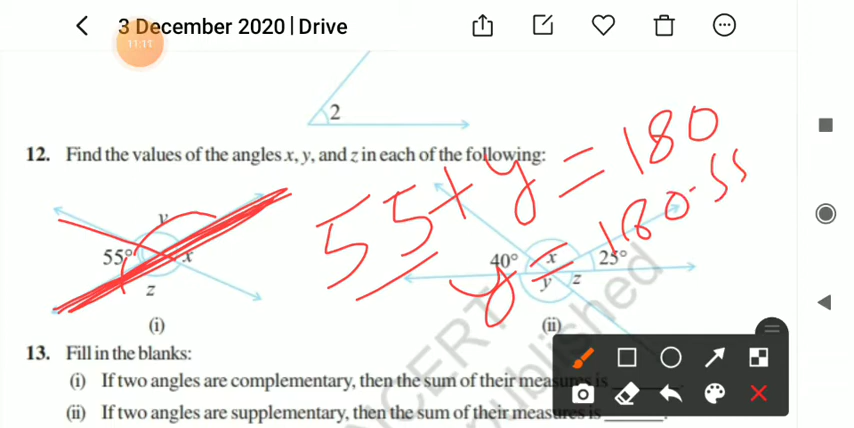 3 December 2020 | Drive
11:11
2
12. Find the values of the angles x, y, and z in each of the following:
55 + y = 180
y = 180-55
y
55° x
z
40° x 25°
y z
(i) (ii)
13. Fill in the blanks:
(i) If two angles are complementary, then the sum of their measures is
(ii) If two angles are supplementary, then the sum of their measures is ______.
NCERT
published